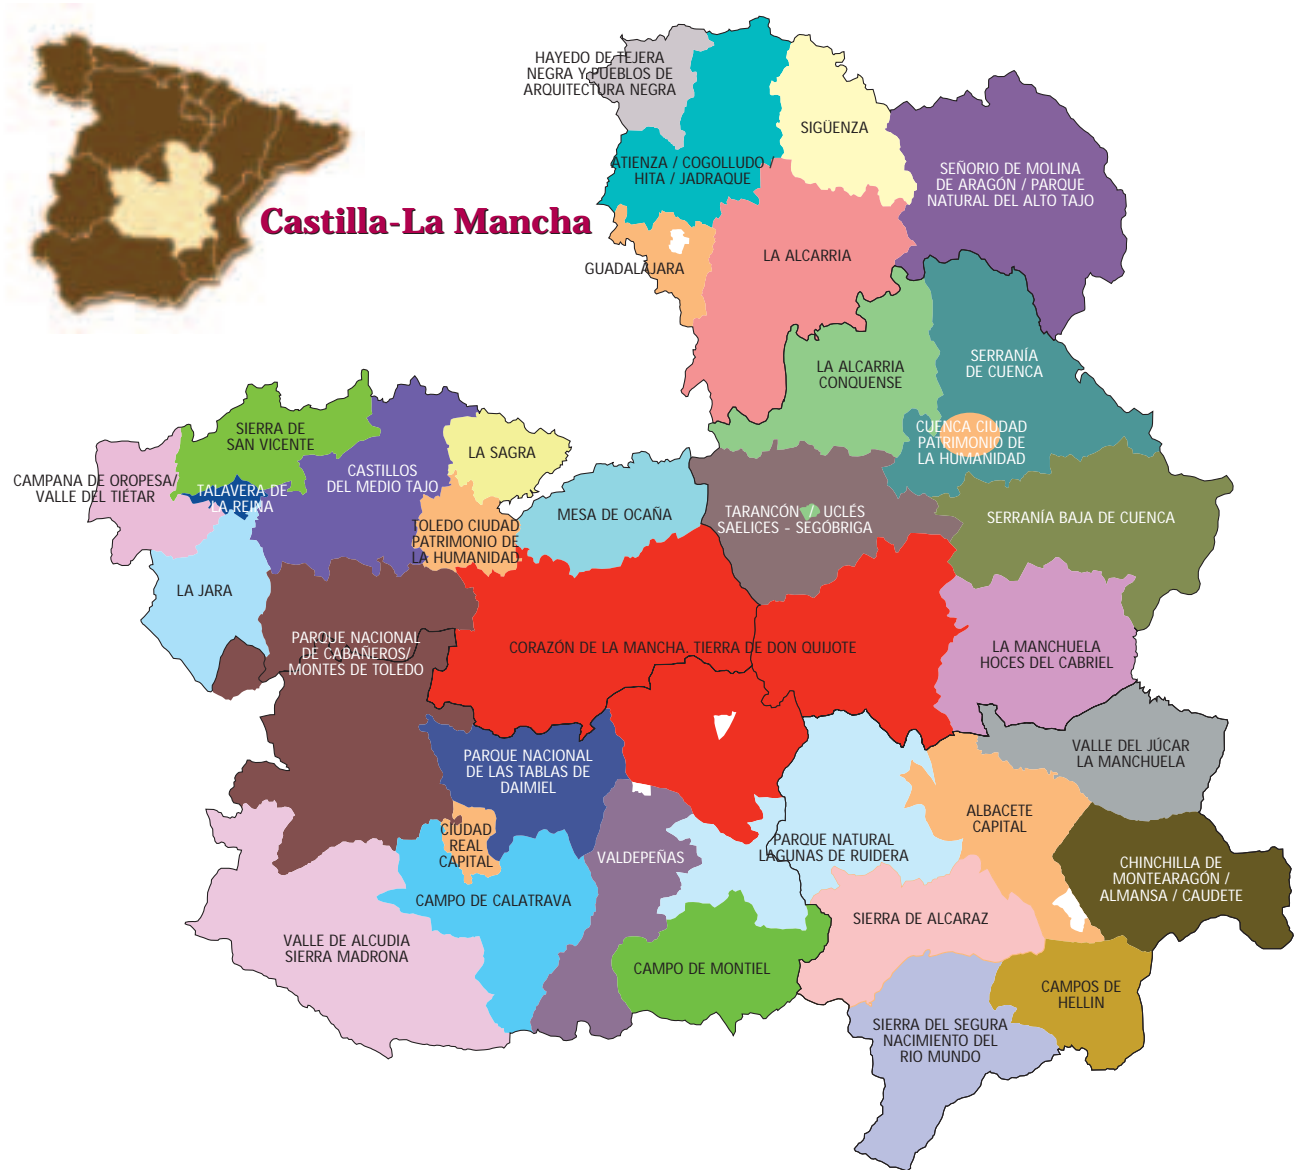 HAYEDO DE TEJERA
NEGRA Y PUEBLOS DE
ARQUITECTURA NEGRA
SIGÜENZA
ATIENZA / COGOLLUDO /
HITA / JADRAQUE
SEÑORIO DE MOLINA
DE ARAGÓN / PARQUE
NATURAL DEL ALTO TAJO
Castilla-La Mancha
GUADALAJARA
LA ALCARRIA
LA ALCARRIA
CONQUENSE
SERRANÍA
DE CUENCA
CUENCA CIUDAD
PATRIMONIO DE
LA HUMANIDAD
SIERRA DE
SAN VICENTE
LA SAGRA
CAMPANA DE OROPESA/
VALLE DEL TIÉTAR
CASTILLOS
DEL MEDIO TAJO
TALAVERA DE
LA REINA
TOLEDO CIUDAD
PATRIMONIO DE
LA HUMANIDAD
MESA DE OCAÑA
TARANCÓN / UCLÉS
SAELICES - SEGÓBRIGA
SERRANÍA BAJA DE CUENCA
LA JARA
PARQUE NACIONAL
DE CABAÑEROS/
MONTES DE TOLEDO
CORAZÓN DE LA MANCHA. TIERRA DE DON QUIJOTE
LA MANCHUELA
HOCES DEL CABRIEL
PARQUE NACIONAL
DE LAS TABLAS DE
DAIMIEL
VALLE DEL JÚCAR
LA MANCHUELA
ALBACETE
CAPITAL
CIUDAD
REAL
CAPITAL
VALDEPEÑAS
PARQUE NATURAL
LAGUNAS DE RUIDERA
CHINCHILLA DE
MONTEARAGÓN /
ALMANSA / CAUDETE
CAMPO DE CALATRAVA
SIERRA DE ALCARAZ
VALLE DE ALCUDIA
SIERRA MADRONA
CAMPO DE MONTIEL
CAMPOS DE
HELLIN
SIERRA DEL SEGURA
NACIMIENTO DEL
RIO MUNDO